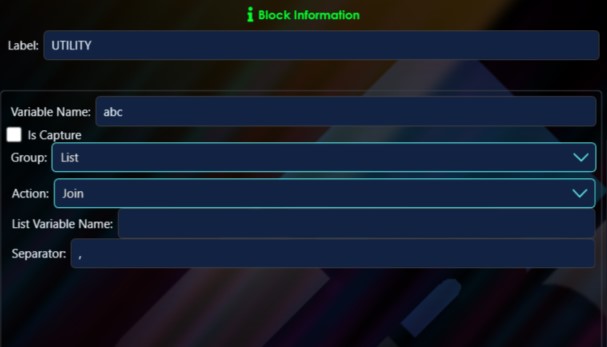 Block Information
Label: UTILITY
Variable Name: abc
Is Capture
Group: List
Action: Join
List Variable Name:
Separator: ,